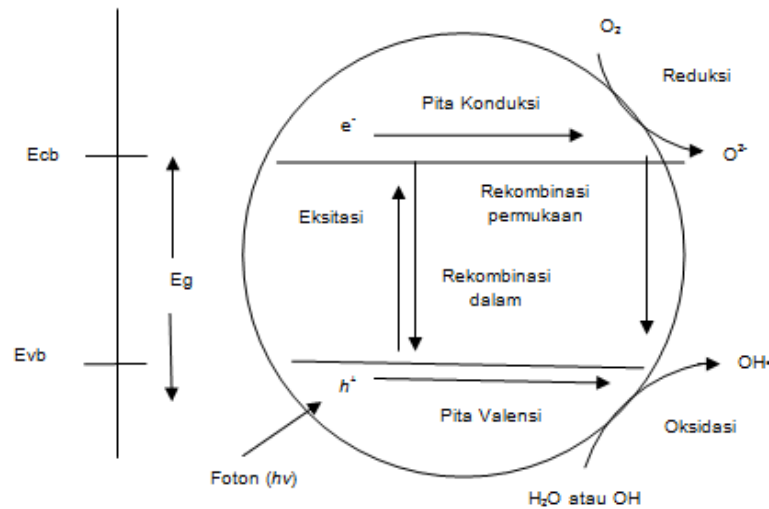 O₂
Reduksi
Pita Konduksi
e⁻
Ecb
O²⁻
Rekombinasi
permukaan
Eksitasi
Eg
Rekombinasi
dalam
Evb
OH•
h⁺
Pita Valensi
Oksidasi
Foton (hv)
H₂O atau OH